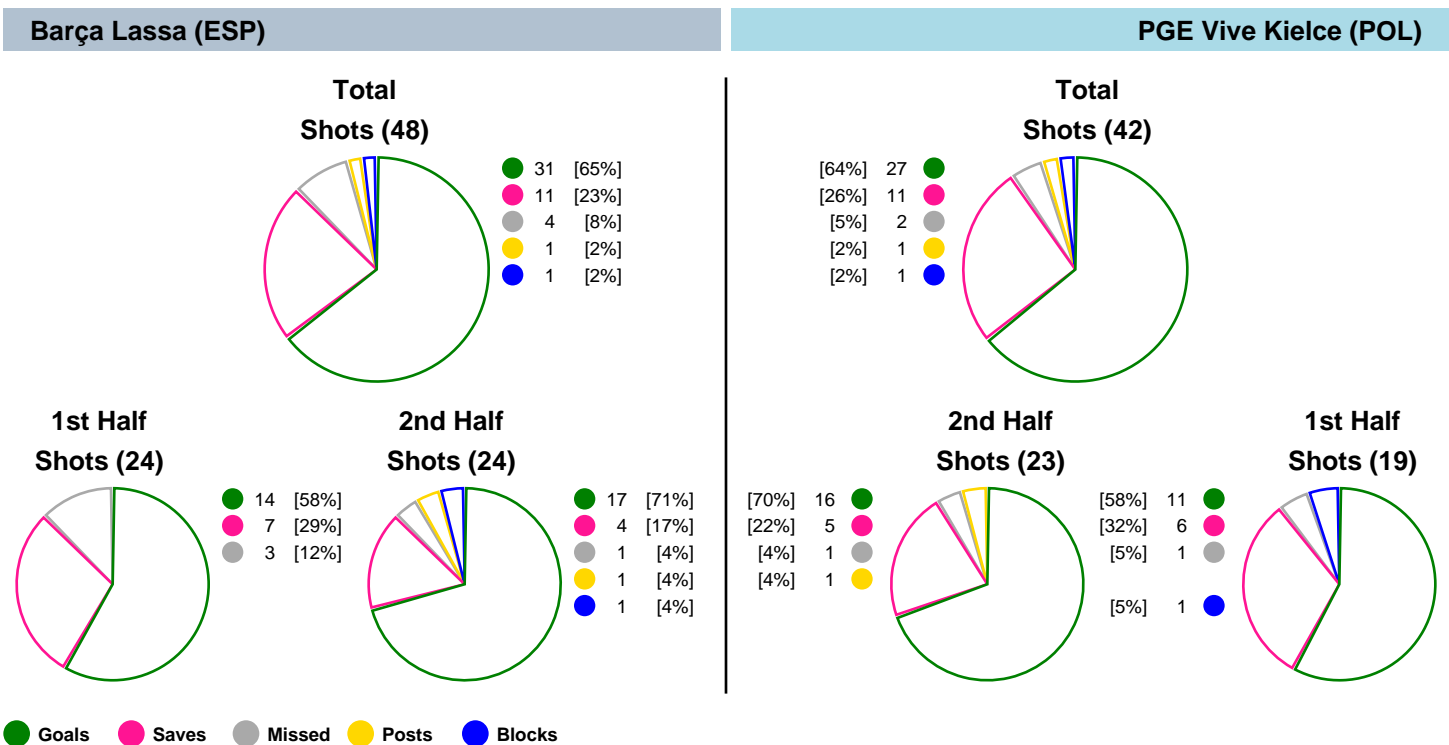 Barça Lassa (ESP)
PGE Vive Kielce (POL)
Total
Shots (48)
31 [65%]
11 [23%]
4 [8%]
1 [2%]
1 [2%]
Total
Shots (42)
[64%] 27
[26%] 11
[5%] 2
[2%] 1
[2%] 1
1st Half
Shots (24)
14 [58%]
7 [29%]
3 [12%]
2nd Half
Shots (24)
17 [71%]
4 [17%]
1 [4%]
1 [4%]
1 [4%]
2nd Half
Shots (23)
[70%] 16
[22%] 5
[4%] 1
[4%] 1
1st Half
Shots (19)
[58%] 11
[32%] 6
[5%] 1
[5%] 1
Goals Saves Missed Posts Blocks